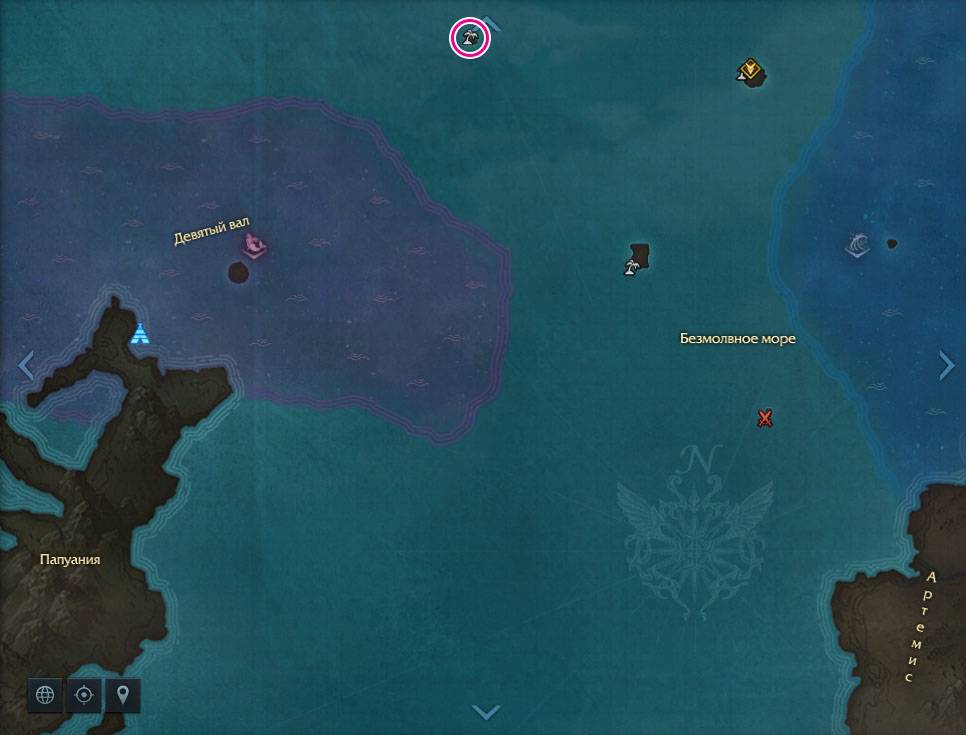 Девятый вал
Безмолвное море
N
Папуания
Артемис